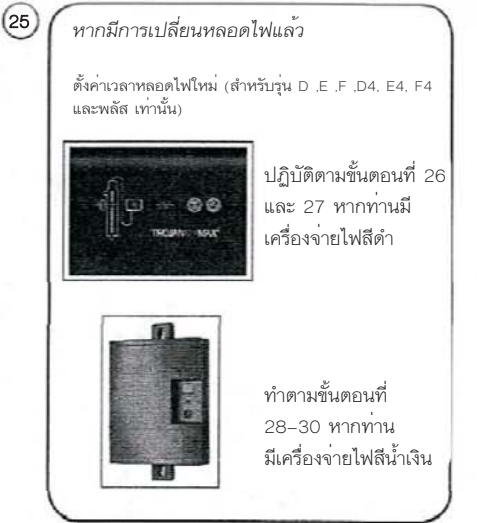 25
หากมีการเปลี่ยนหลอดไฟแล้ว
ตั้งค่าเวลาหลอดไฟใหม่ (สำหรับรุ่น D ,E ,F ,D4, E4, F4
และพลัส เท่านั้น)
ปฏิบัติตามขั้นตอนที่ 26
และ 27 หากท่านมี
เครื่องจ่ายไฟสีดำ
ทำตามขั้นตอนที่
28–30 หากท่าน
มีเครื่องจ่ายไฟสีน้ำเงิน